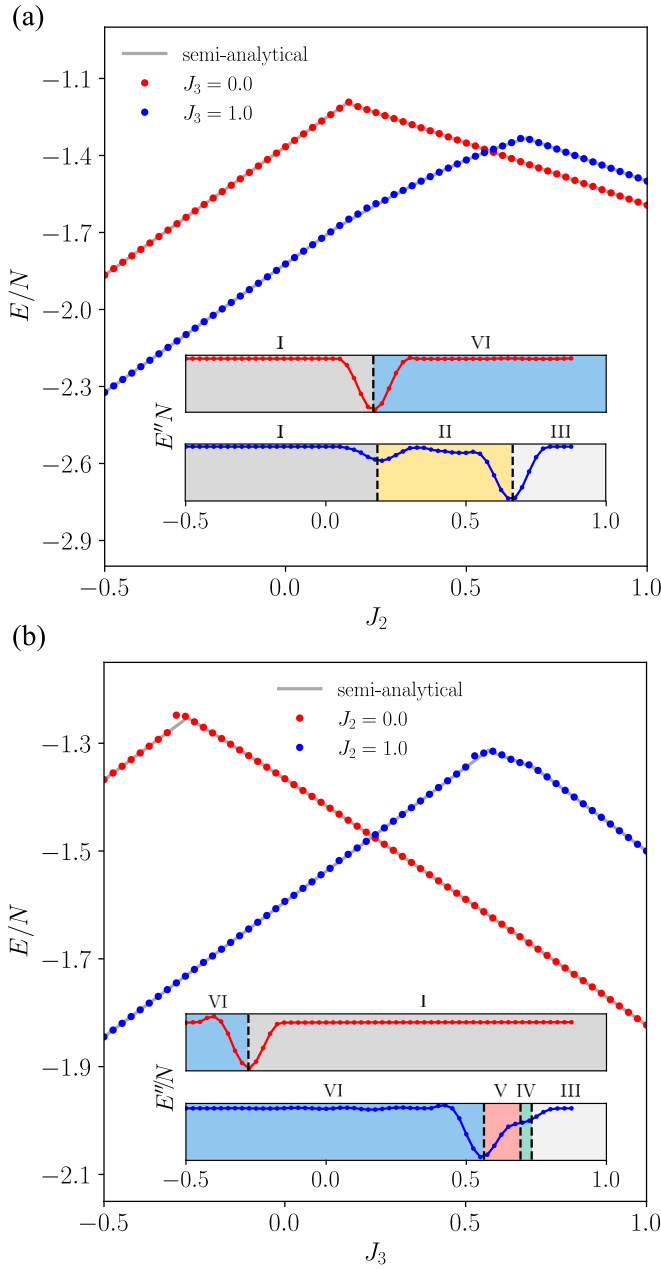 (a)
semi-analytical
J₃ = 0.0
J₃ = 1.0
E/N
−1.1
−1.4
−1.7
−2.0
−2.3
−2.6
−2.9
I VI
E″N
I II III
−0.5 0.0 0.5 1.0
−0.5 0.0 0.5 1.0
J₂
(b)
semi-analytical
J₂ = 0.0
J₂ = 1.0
E/N
−1.3
−1.5
−1.7
−1.9
−2.1
VI I
E″/N
VI V IV III
−0.5 0.0 0.5 1.0
−0.5 0.0 0.5 1.0
J₃